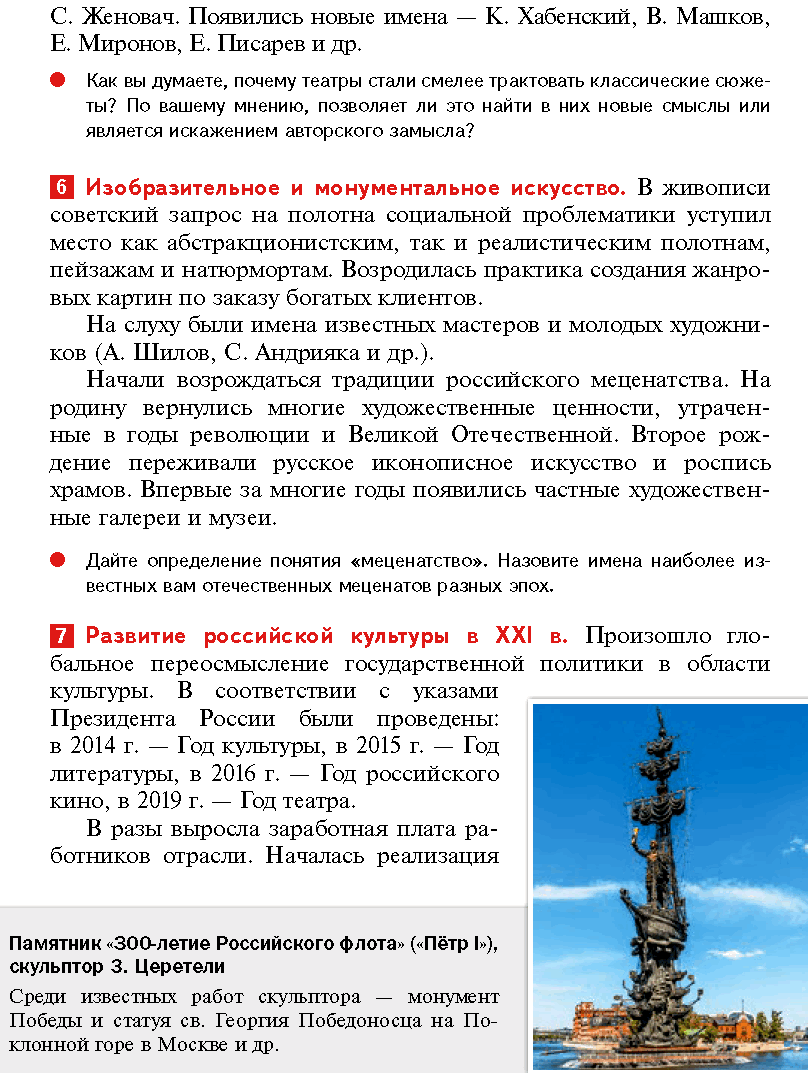 С. Женовач. Появились новые имена — К. Хабенский, В. Машков,
Е. Миронов, Е. Писарев и др.
Как вы думаете, почему театры стали смелее трактовать классические сюже-
ты? По вашему мнению, позволяет ли это найти в них новые смыслы или
является искажением авторского замысла?
6 Изобразительное и монументальное искусство. В живописи
советский запрос на полотна социальной проблематики уступил
место как абстракционистским, так и реалистическим полотнам,
пейзажам и натюрмортам. Возродилась практика создания жанро-
вых картин по заказу богатых клиентов.
На слуху были имена известных мастеров и молодых художни-
ков (А. Шилов, С. Андрияка и др.).
Начали возрождаться традиции российского меценатства. На
родину вернулись многие художественные ценности, утрачен-
ные в годы революции и Великой Отечественной. Второе рож-
дение переживали русское иконописное искусство и роспись
храмов. Впервые за многие годы появились частные художествен-
ные галереи и музеи.
Дайте определение понятия «меценатство». Назовите имена наиболее из-
вестных вам отечественных меценатов разных эпох.
7 Развитие российской культуры в XXI в. Произошло гло-
бальное переосмысление государственной политики в области
культуры. В соответствии с указами
Президента России были проведены:
в 2014 г. — Год культуры, в 2015 г. — Год
литературы, в 2016 г. — Год российского
кино, в 2019 г. — Год театра.
В разы выросла заработная плата ра-
ботников отрасли. Началась реализация
Памятник «300-летие Российского флота» («Пётр I»),
скульптор З. Церетели
Среди известных работ скульптора — монумент
Победы и статуя св. Георгия Победоносца на По-
клонной горе в Москве и др.